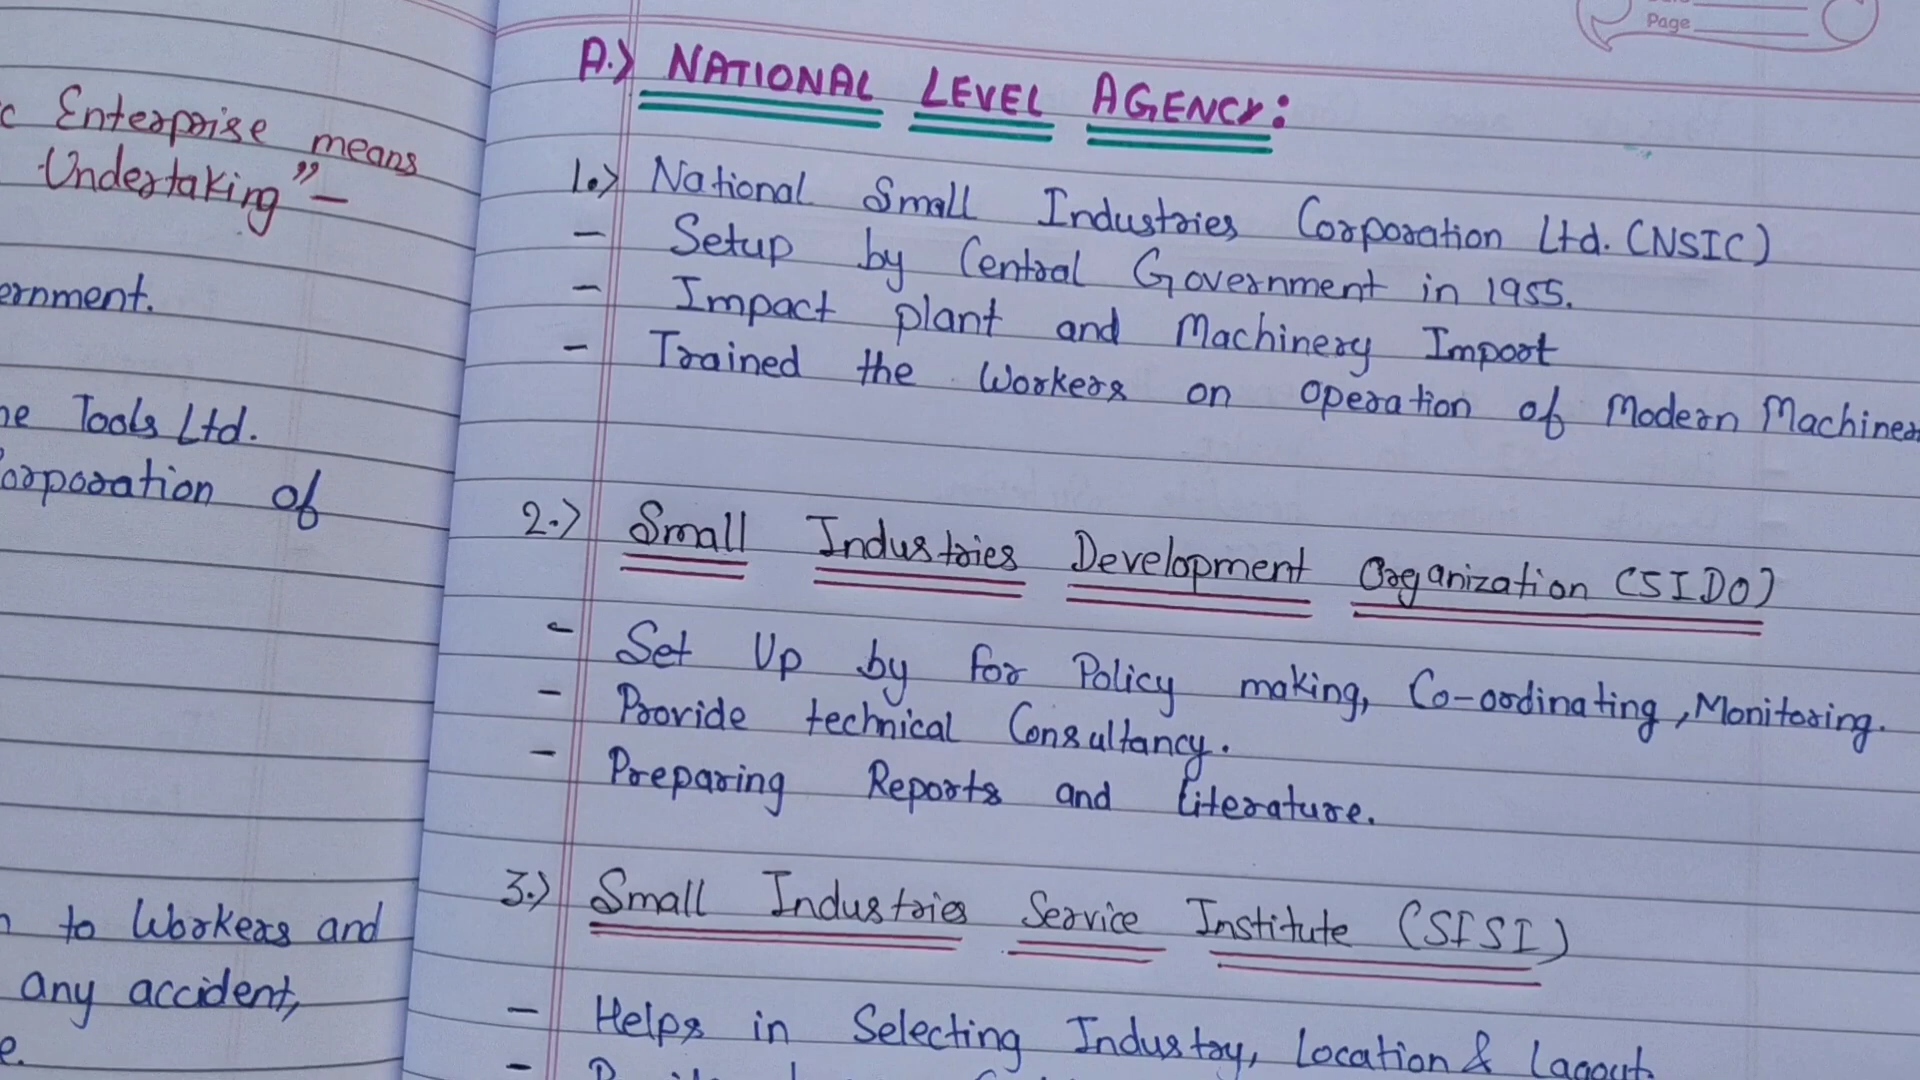 c Enterprise means
Undertaking" -
ernment.
ne Tools Ltd.
Corporation of
to Workers and
any accident,
e.
Page
A.) NATIONAL LEVEL AGENCY:
1.) National Small Industries Corporation Ltd. (NSIC)
- Setup by Central Government in 1955.
- Impact plant and Machinery Import
- Trained the Workers on Operation of Modern Machiner
2.) Small Industries Development Organization (SIDO)
- Set Up by for Policy making, Co-ordinating, Monitoring.
- Provide technical Consultancy.
- Preparing Reports and Literature.
3.) Small Industries Service Institute (SISI)
- Helps in Selecting Industry, Location & Layout.
-